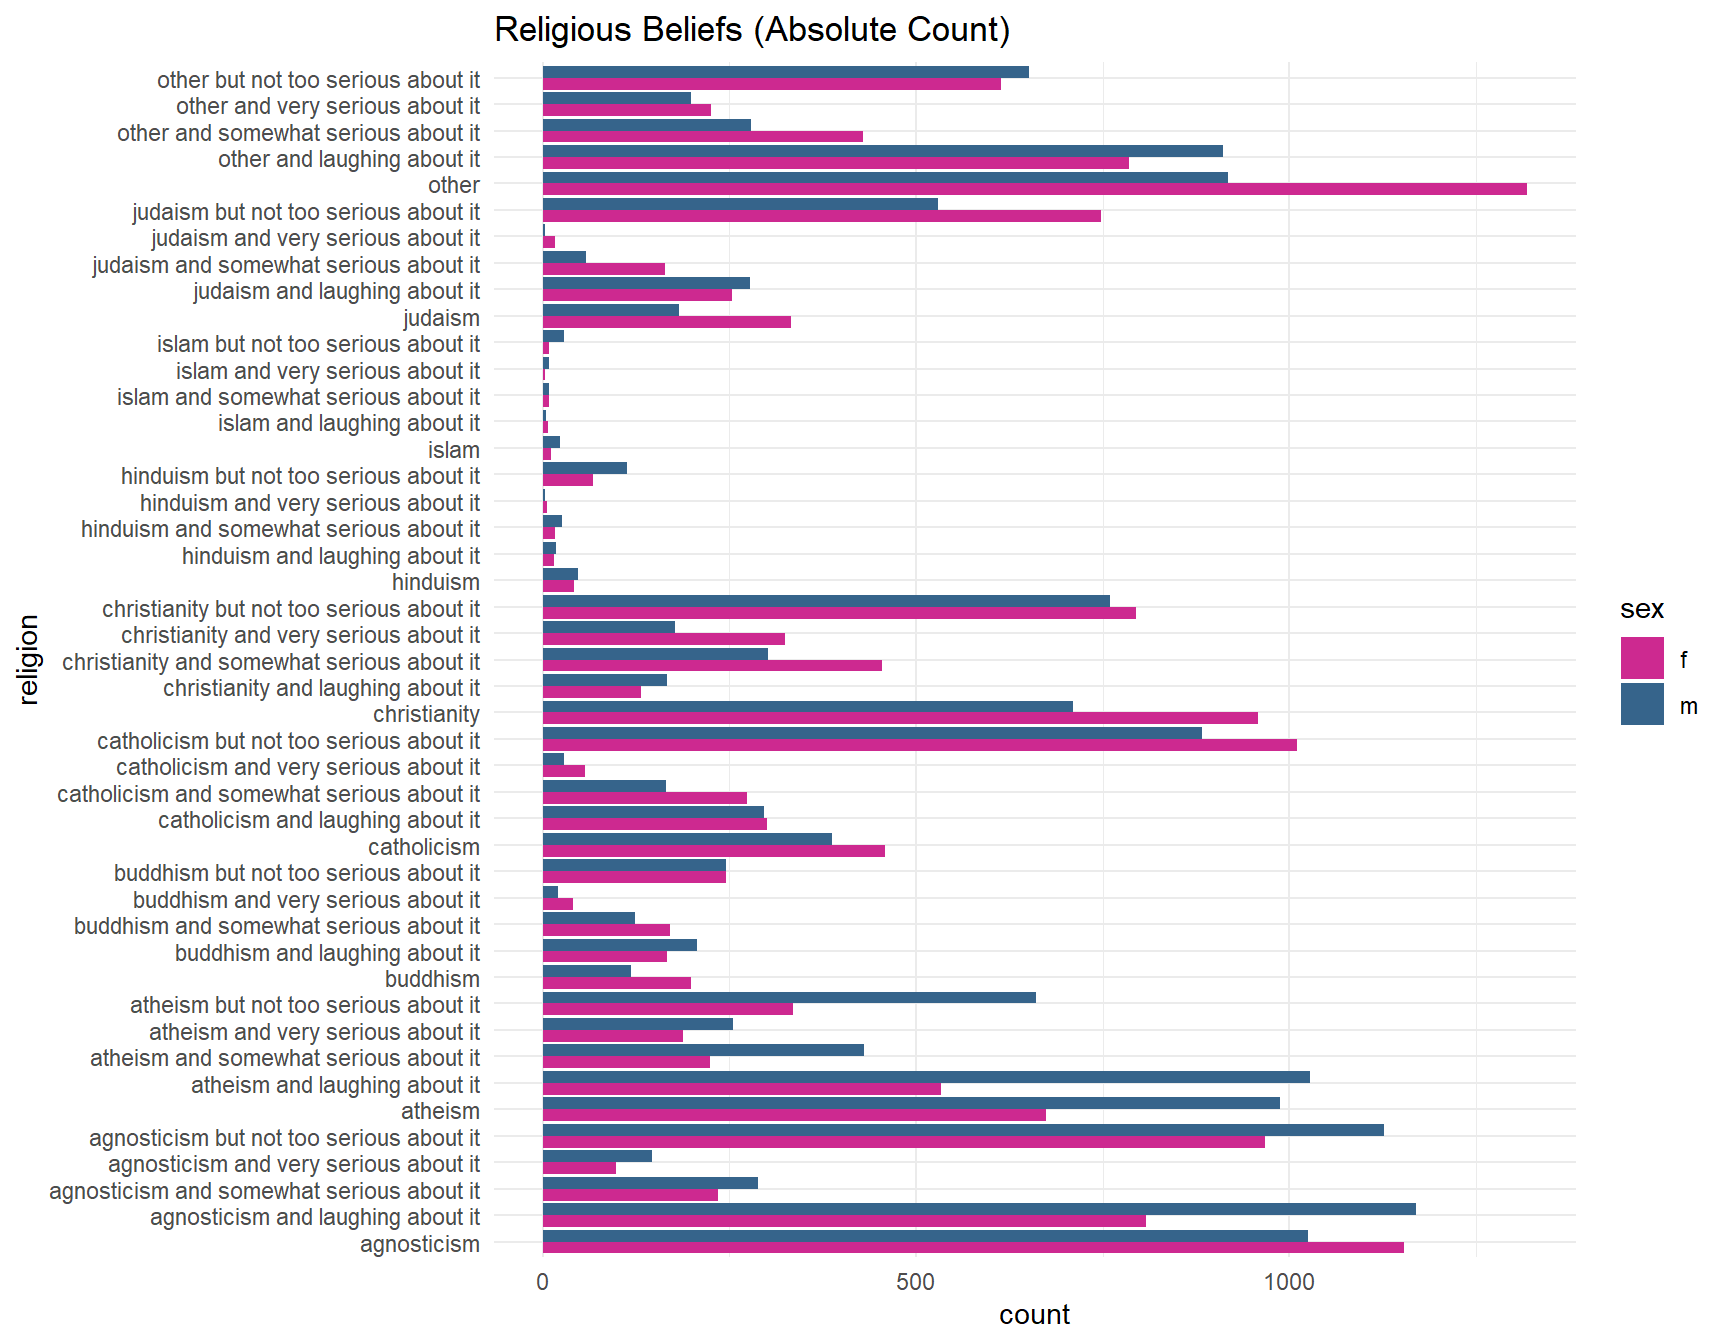 Religious Beliefs (Absolute Count)
other but not too serious about it
other and very serious about it
other and somewhat serious about it
other and laughing about it
other
judaism but not too serious about it
judaism and very serious about it
judaism and somewhat serious about it
judaism and laughing about it
judaism
islam but not too serious about it
islam and very serious about it
islam and somewhat serious about it
islam and laughing about it
islam
hinduism but not too serious about it
hinduism and very serious about it
hinduism and somewhat serious about it
hinduism and laughing about it
hinduism
christianity but not too serious about it
christianity and very serious about it
christianity and somewhat serious about it
christianity and laughing about it
christianity
catholicism but not too serious about it
catholicism and very serious about it
catholicism and somewhat serious about it
catholicism and laughing about it
catholicism
buddhism but not too serious about it
buddhism and very serious about it
buddhism and somewhat serious about it
buddhism and laughing about it
buddhism
atheism but not too serious about it
atheism and very serious about it
atheism and somewhat serious about it
atheism and laughing about it
atheism
agnosticism but not too serious about it
agnosticism and very serious about it
agnosticism and somewhat serious about it
agnosticism and laughing about it
agnosticism
religion
0 500 1000
count
sex
f
m